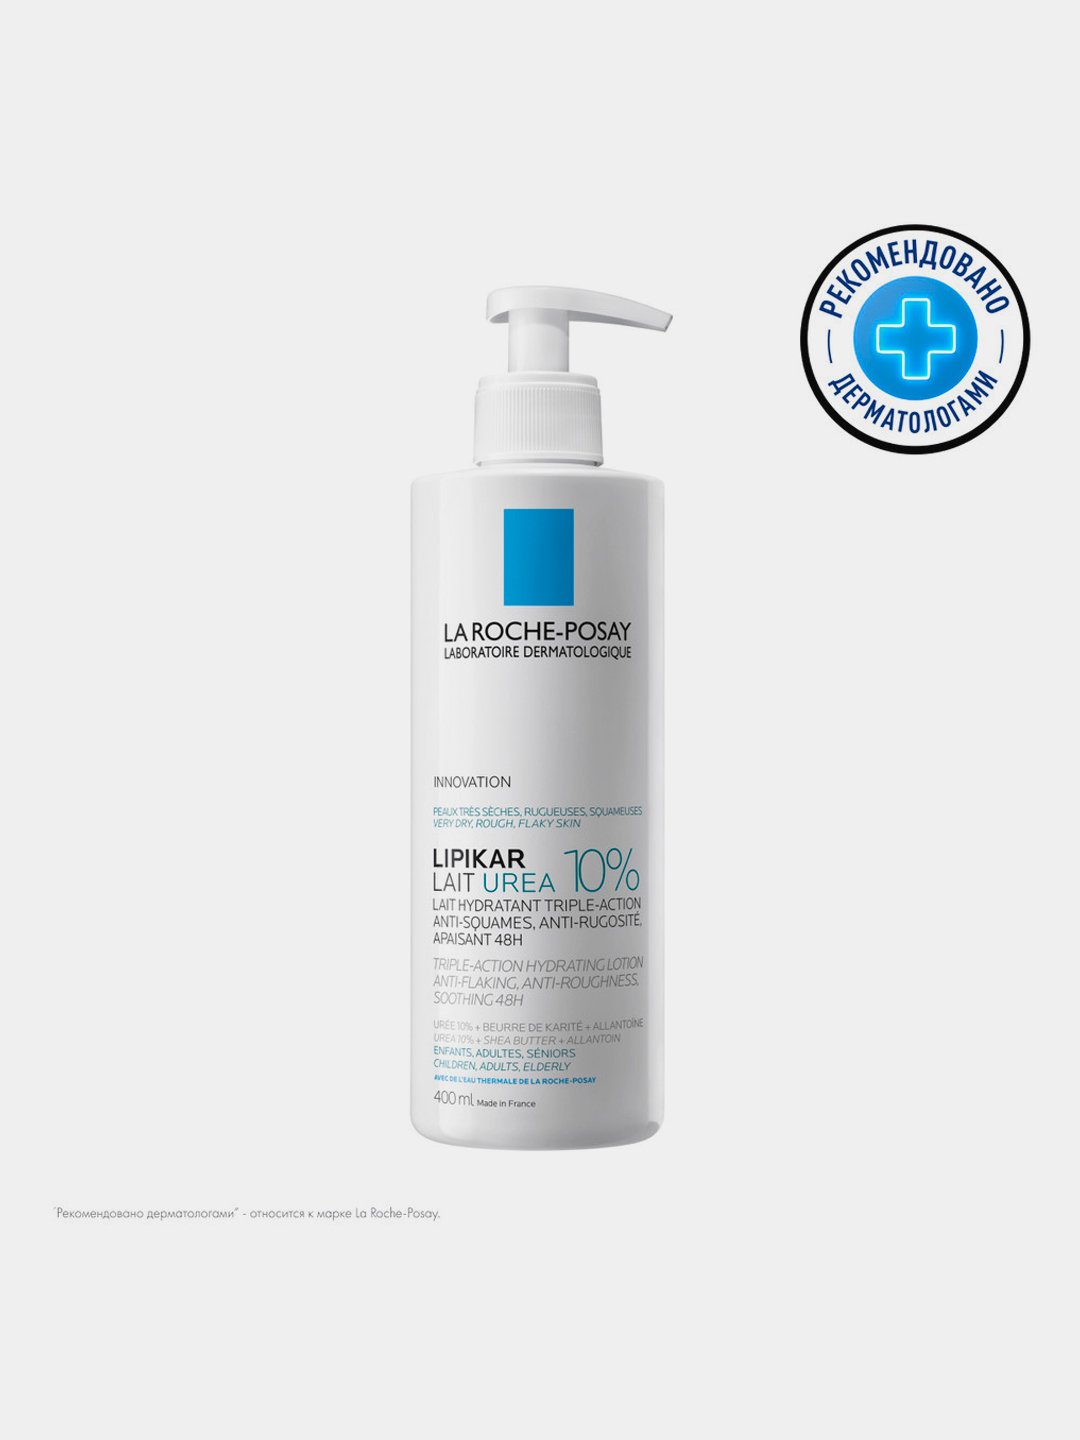 РЕКОМЕНДОВАНО
ДЕРМАТОЛОГАМИ
LA ROCHE-POSAY
LABORATOIRE DERMATOLOGIQUE
INNOVATION
PEAUX TRÈS SÈCHES, RUGUEUSES, SQUAMEUSES
VERY DRY, ROUGH, FLAKY SKIN
LIPIKAR
LAIT UREA 10%
LAIT HYDRATANT TRIPLE-ACTION
ANTI-SQUAMES, ANTI-RUGOSITÉ,
APAISANT 48H
TRIPLE-ACTION HYDRATING LOTION
ANTI-FLAKING, ANTI-ROUGHNESS,
SOOTHING 48H
URÉE 10% + BEURRE DE KARITÉ + ALLANTOÏNE
UREA 10% + SHEA BUTTER + ALLANTOIN
ENFANTS, ADULTES, SÉNIORS
CHILDREN, ADULTS, ELDERLY
AVEC DE L'EAU THERMALE DE LA ROCHE-POSAY
400 ml Made in France
"Рекомендовано дерматологами" - относится к марке La Roche-Posay.